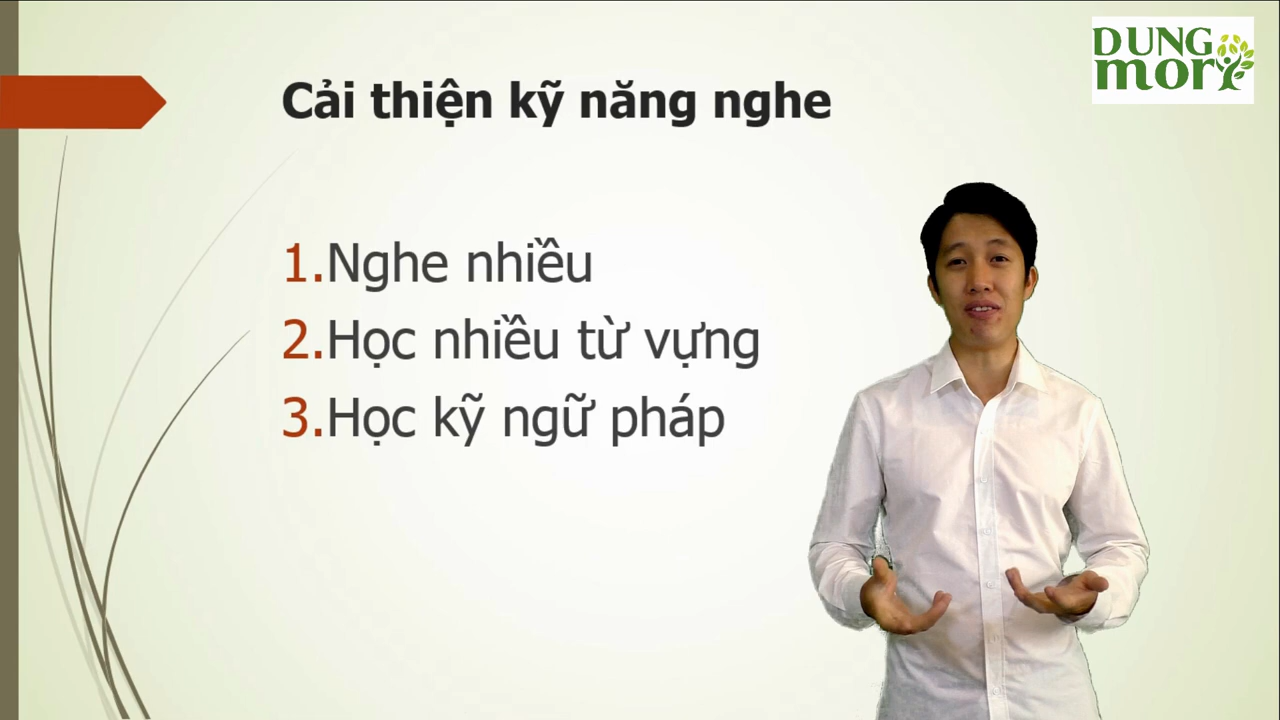 DUNG
mori
Cải thiện kỹ năng nghe
1.Nghe nhiều
2.Học nhiều từ vựng
3.Học kỹ ngữ pháp